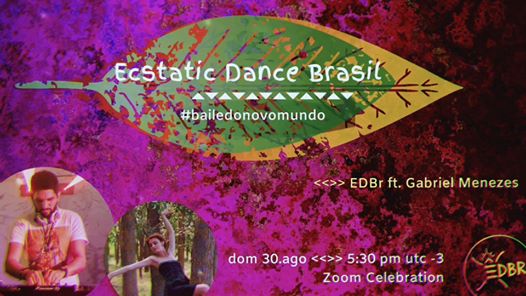 Ecstatic Dance Brasil
#bailedonovomundo
<<>> EDBr ft. Gabriel Menezes
dom 30.ago <<>> 5:30 pm utc -3
Zoom Celebration
EDBR